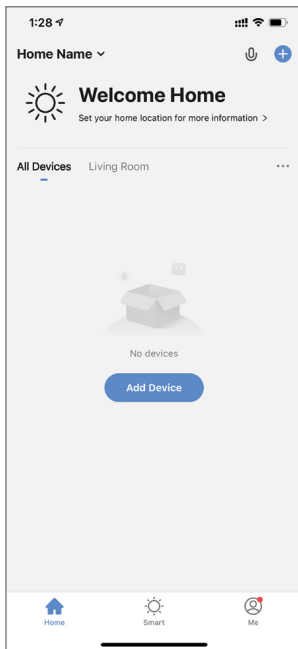 1:28
Home Name
Welcome Home
Set your home location for more information >
All Devices Living Room
No devices
Add Device
Home Smart Me